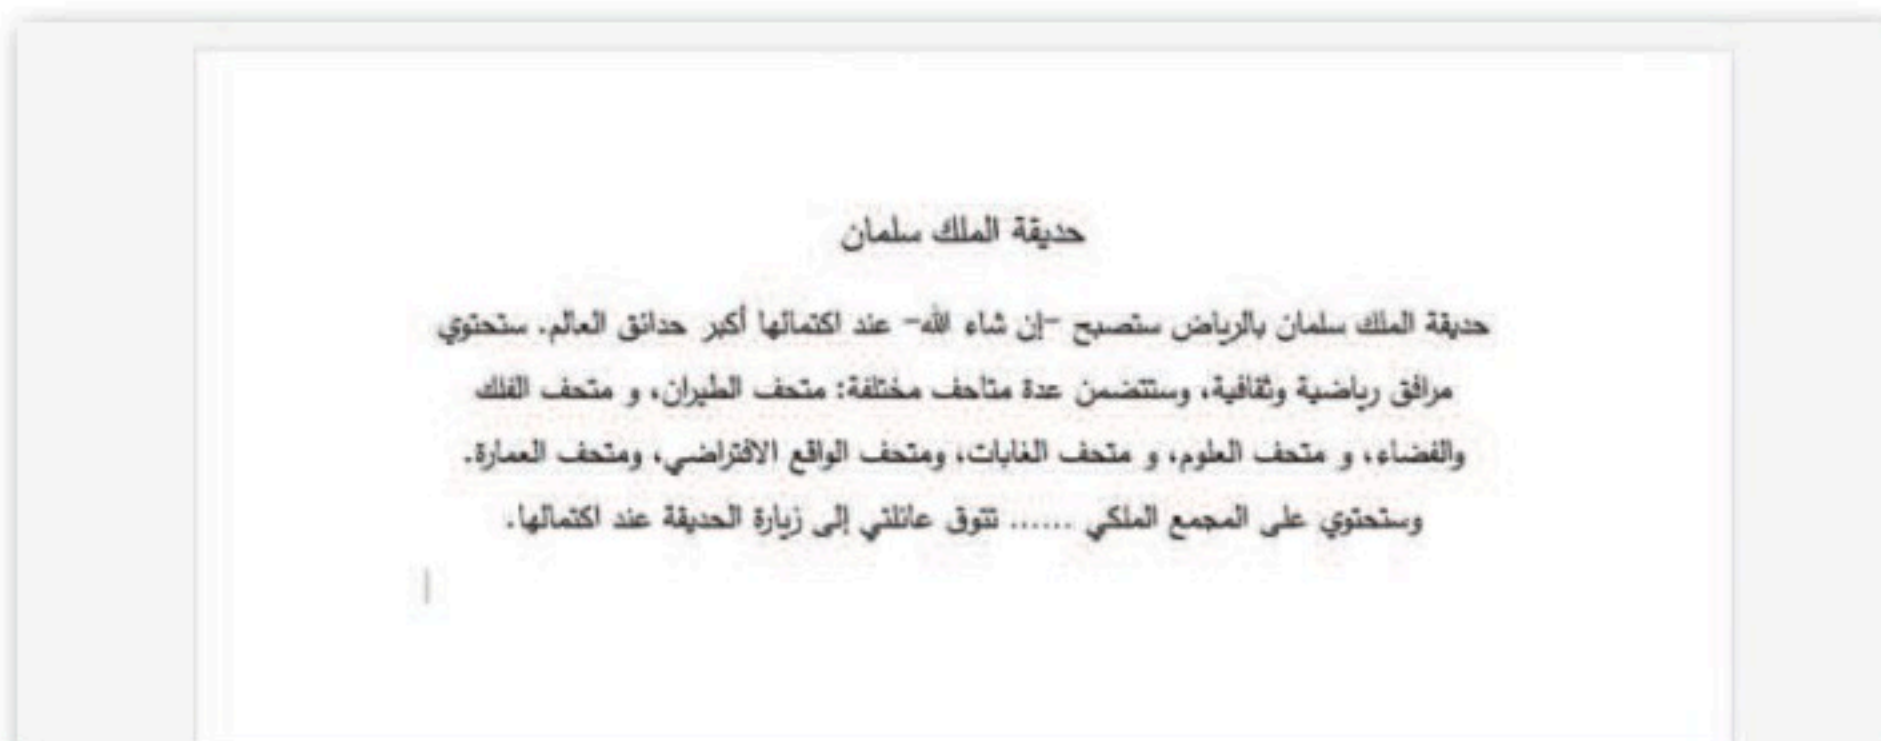 حديقة الملك سلمان
حديقة الملك سلمان بالرياض ستصبح -إن شاء الله- عند اكتمالها أكبر حدائق العالم. ستحتوي
مرافق رياضية وثقافية، وستتضمن عدة متاحف مختلفة: متحف الطيران، و متحف الفلك
والفضاء، و متحف العلوم، و متحف الغابات، ومتحف الواقع الافتراضي، ومتحف العمارة.
وستحتوي على المجمع الملكي ...... تتوق عائلتي إلى زيارة الحديقة عند اكتمالها.